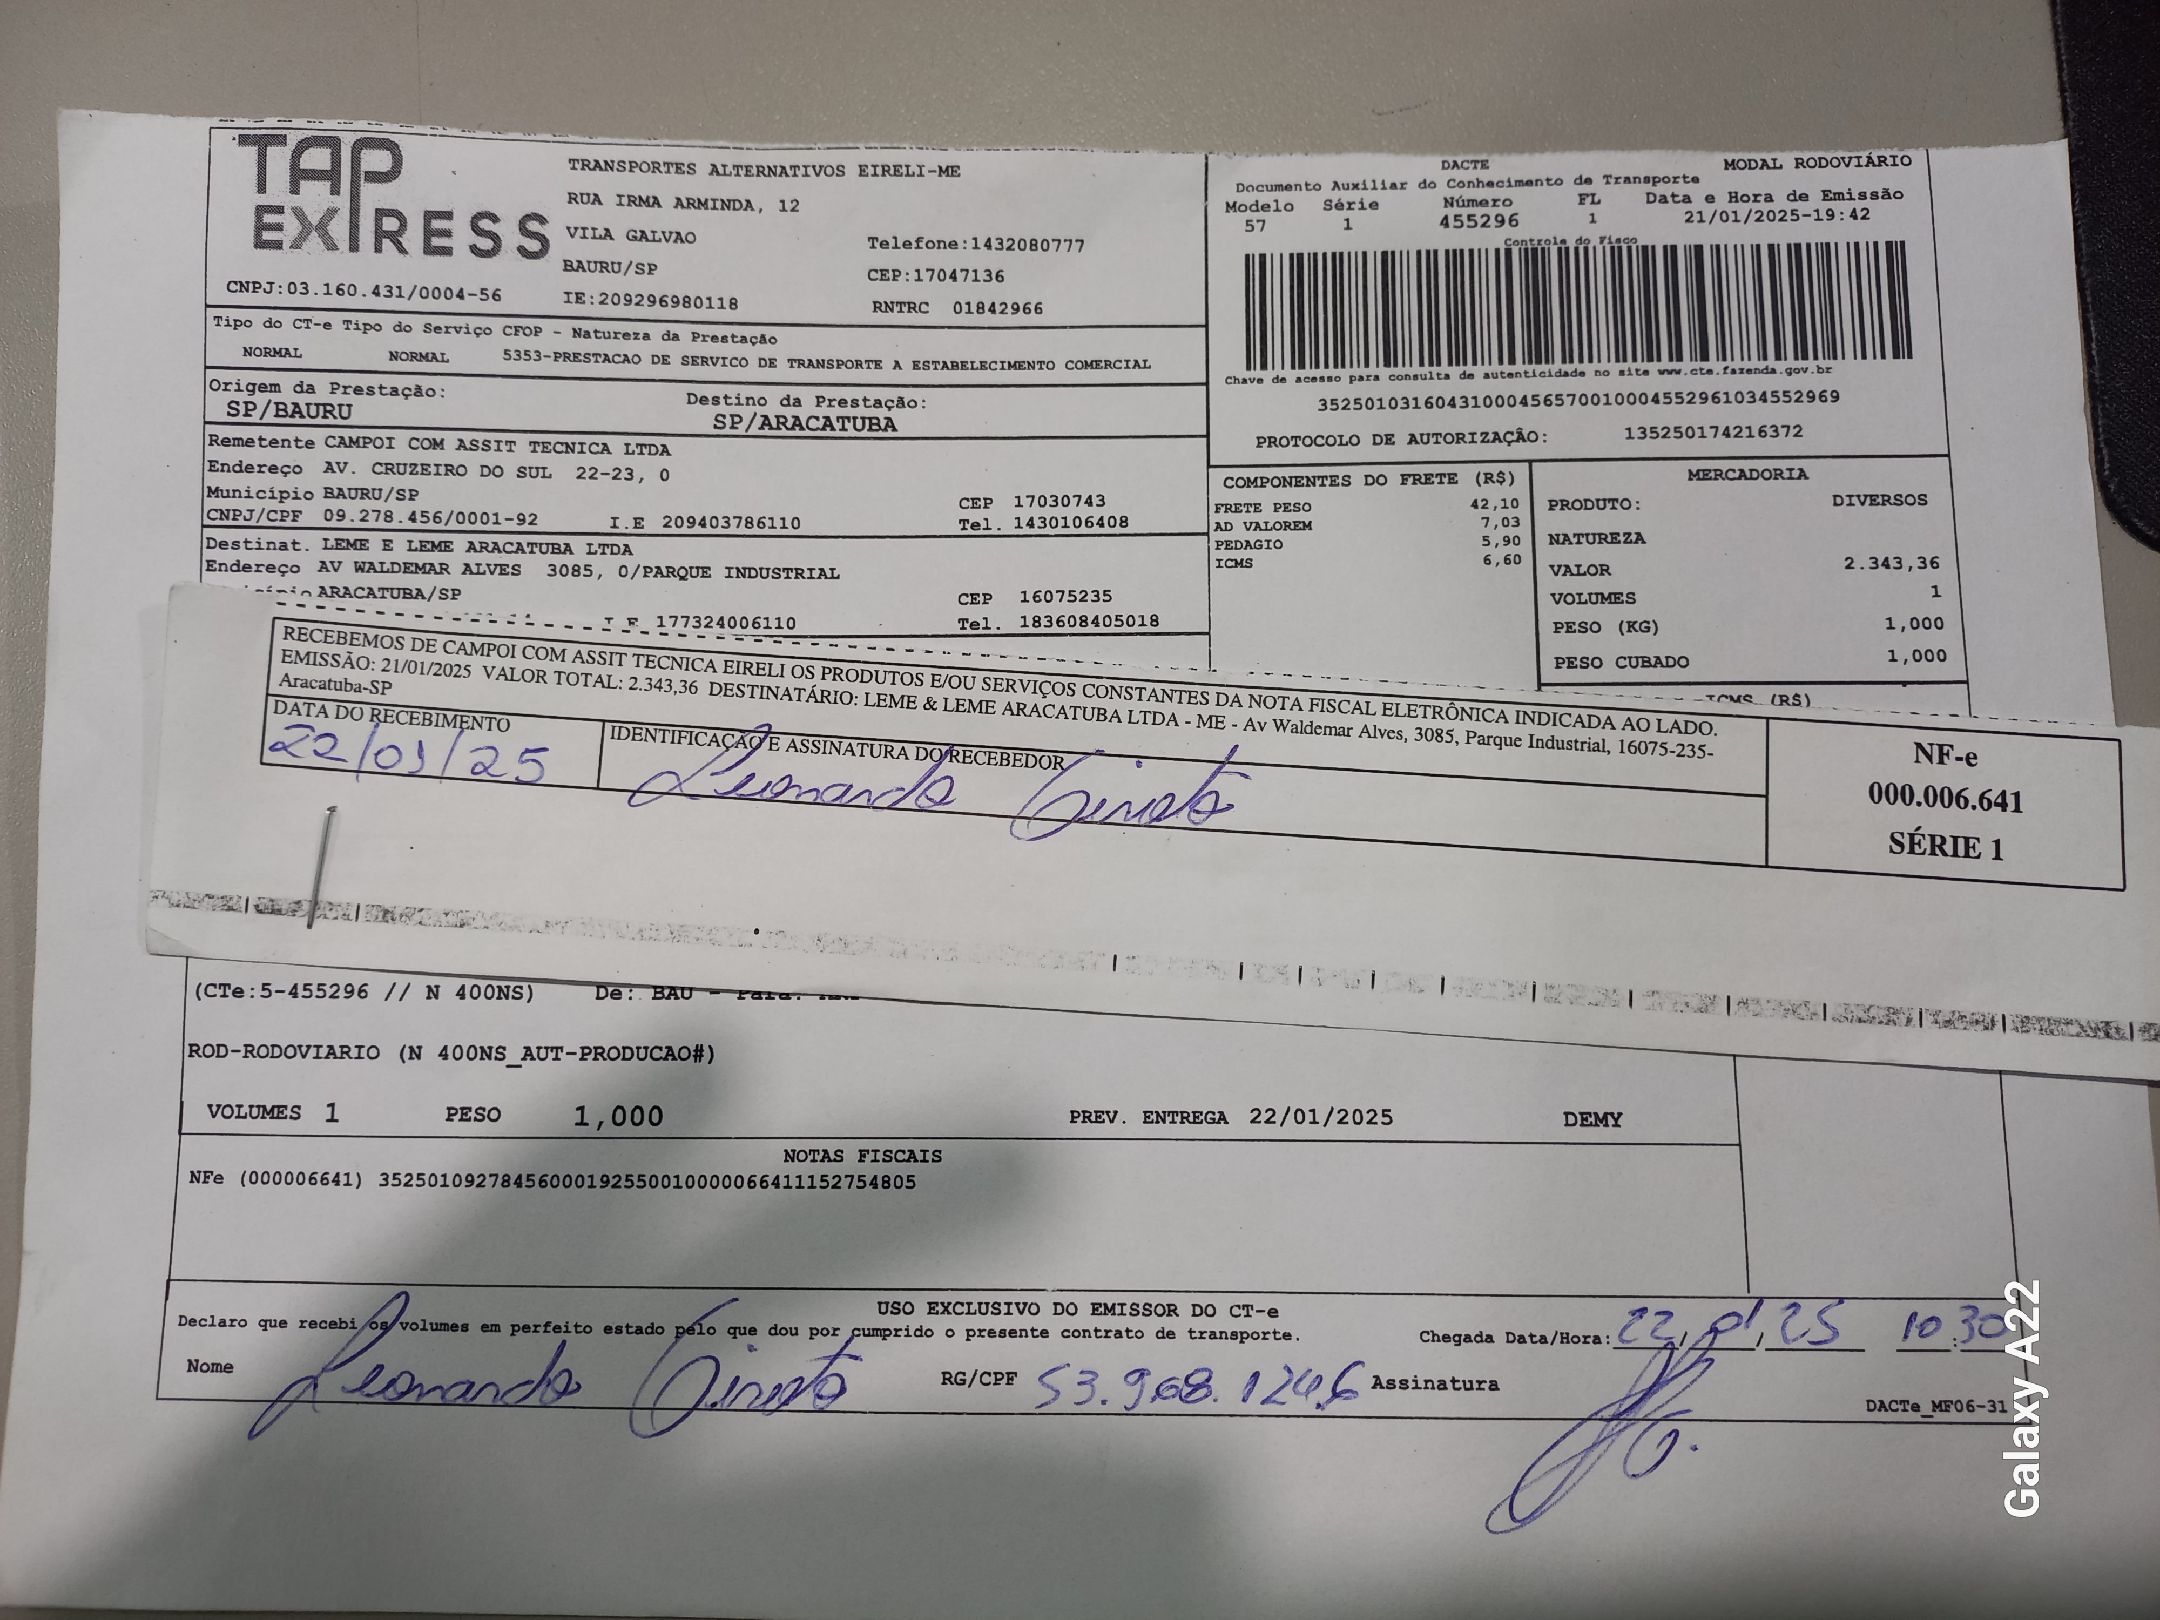 TAP
EXPRESS
CNPJ:03.160.431/0004-56
TRANSPORTES ALTERNATIVOS EIRELI-ME
RUA IRMA ARMINDA, 12
VILA GALVAO
Telefone:1432080777
BAURU/SP
CEP:17047136
IE:209296980118
RNTRC 01842966
DACTE
MODAL RODOVIÁRIO
Documento Auxiliar do Conhecimento de Transporte
Modelo Série Número FL Data e Hora de Emissão
57 1 455296 1 21/01/2025-19:42
Controle do Fisco
Chave de acesso para consulta de autenticidade no site www.cte.fazenda.gov.br
35250103160431000456570010004552961034552969
PROTOCOLO DE AUTORIZAÇÃO: 135250174216372
Tipo do CT-e Tipo do Serviço CFOP - Natureza da Prestação
NORMAL NORMAL 5353-PRESTACAO DE SERVICO DE TRANSPORTE A ESTABELECIMENTO COMERCIAL
Origem da Prestação:
SP/BAURU
Destino da Prestação:
SP/ARACATUBA
Remetente CAMPOI COM ASSIT TECNICA LTDA
Endereço AV. CRUZEIRO DO SUL 22-23, 0
Município BAURU/SP CEP 17030743
CNPJ/CPF 09.278.456/0001-92 I.E 209403786110 Tel. 1430106408
Destinat. LEME E LEME ARACATUBA LTDA
Endereço AV WALDEMAR ALVES 3085, 0/PARQUE INDUSTRIAL
ARACATUBA/SP CEP 16075235
I.E 177324006110 Tel. 183608405018
COMPONENTES DO FRETE (R$)
FRETE PESO 42,10
AD VALOREM 7,03
PEDAGIO 5,90
ICMS 6,60
MERCADORIA
PRODUTO: DIVERSOS
NATUREZA
VALOR 2.343,36
VOLUMES 1
PESO (KG) 1,000
PESO CUBADO 1,000
ICMS (R$)
RECEBEMOS DE CAMPOI COM ASSIT TECNICA EIRELI OS PRODUTOS E/OU SERVIÇOS CONSTANTES DA NOTA FISCAL ELETRÔNICA INDICADA AO LADO.
EMISSÃO: 21/01/2025 VALOR TOTAL: 2.343,36 DESTINATÁRIO: LEME & LEME ARACATUBA LTDA - ME - Av Waldemar Alves, 3085, Parque Industrial, 16075-235-
Aracatuba-SP
DATA DO RECEBIMENTO
22/01/25
IDENTIFICAÇÃO E ASSINATURA DO RECEBEDOR
Leonardo
NF-e
000.006.641
SÉRIE 1
(CTe:5-455296 // N 400NS) De: BAU - Para:
ROD-RODOVIARIO (N 400NS_AUT-PRODUCAO#)
VOLUMES 1 PESO 1,000 PREV. ENTREGA 22/01/2025 DEMY
NOTAS FISCAIS
NFe (000006641) 35250109278456000192550010000066411152754805
USO EXCLUSIVO DO EMISSOR DO CT-e
Declaro que recebi os volumes em perfeito estado pelo que dou por cumprido o presente contrato de transporte.
Chegada Data/Hora: 22/01/25 10:30
Nome Leonardo RG/CPF 53.968.124.6 Assinatura
DACTe_MF06-31
Galaxy A22